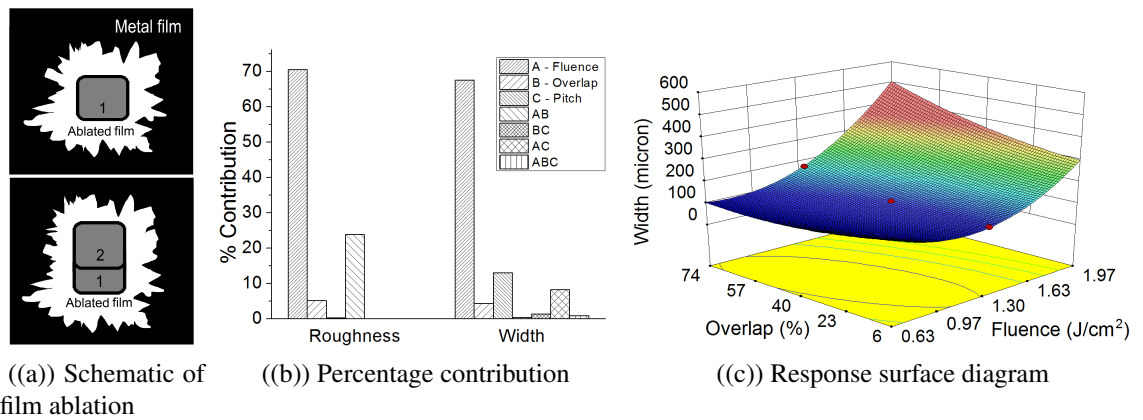 Metal film
1
Ablated film
2
1
Ablated film
% Contribution
70
60
50
40
30
20
10
0
Roughness
Width
A - Fluence
B - Overlap
C - Pitch
AB
BC
AC
ABC
Width (micron)
600
500
400
300
200
100
0
74
57
40
23
6
Overlap (%)
0.63
0.97
1.30
1.63
1.97
Fluence (J/cm²)
((a)) Schematic of
film ablation
((b)) Percentage contribution
((c)) Response surface diagram